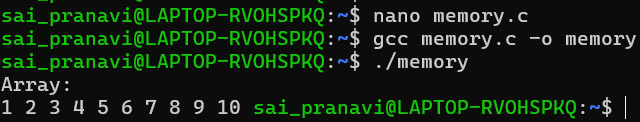 sai_pranavi@LAPTOP-RVOHSPKQ:~$ nano memory.c
sai_pranavi@LAPTOP-RVOHSPKQ:~$ gcc memory.c -o memory
sai_pranavi@LAPTOP-RVOHSPKQ:~$ ./memory
Array:
1 2 3 4 5 6 7 8 9 10 sai_pranavi@LAPTOP-RVOHSPKQ:~$